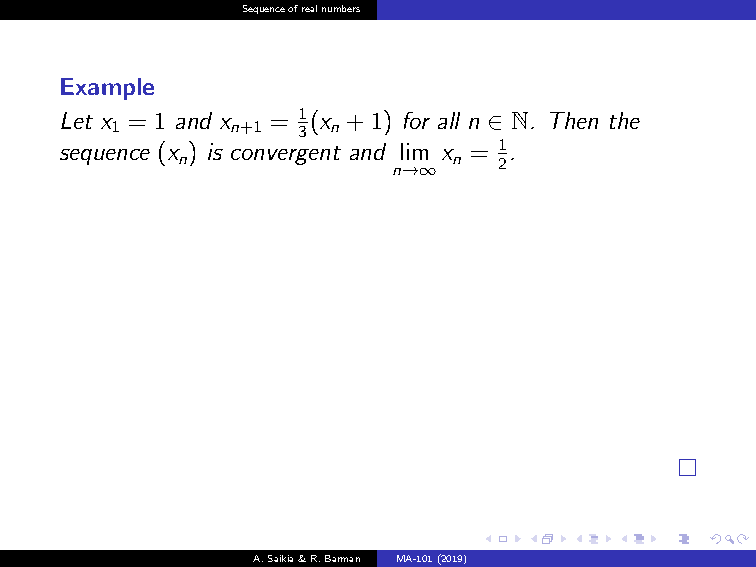 Sequence of real numbers
Example
Let x₁ = 1 and xₙ₊₁ = ⅓(xₙ + 1) for all n ∈ ℕ. Then the
sequence (xₙ) is convergent and lim n→∞ xₙ = ½.
A. Saikia & R. Barman MA-101 (2019)